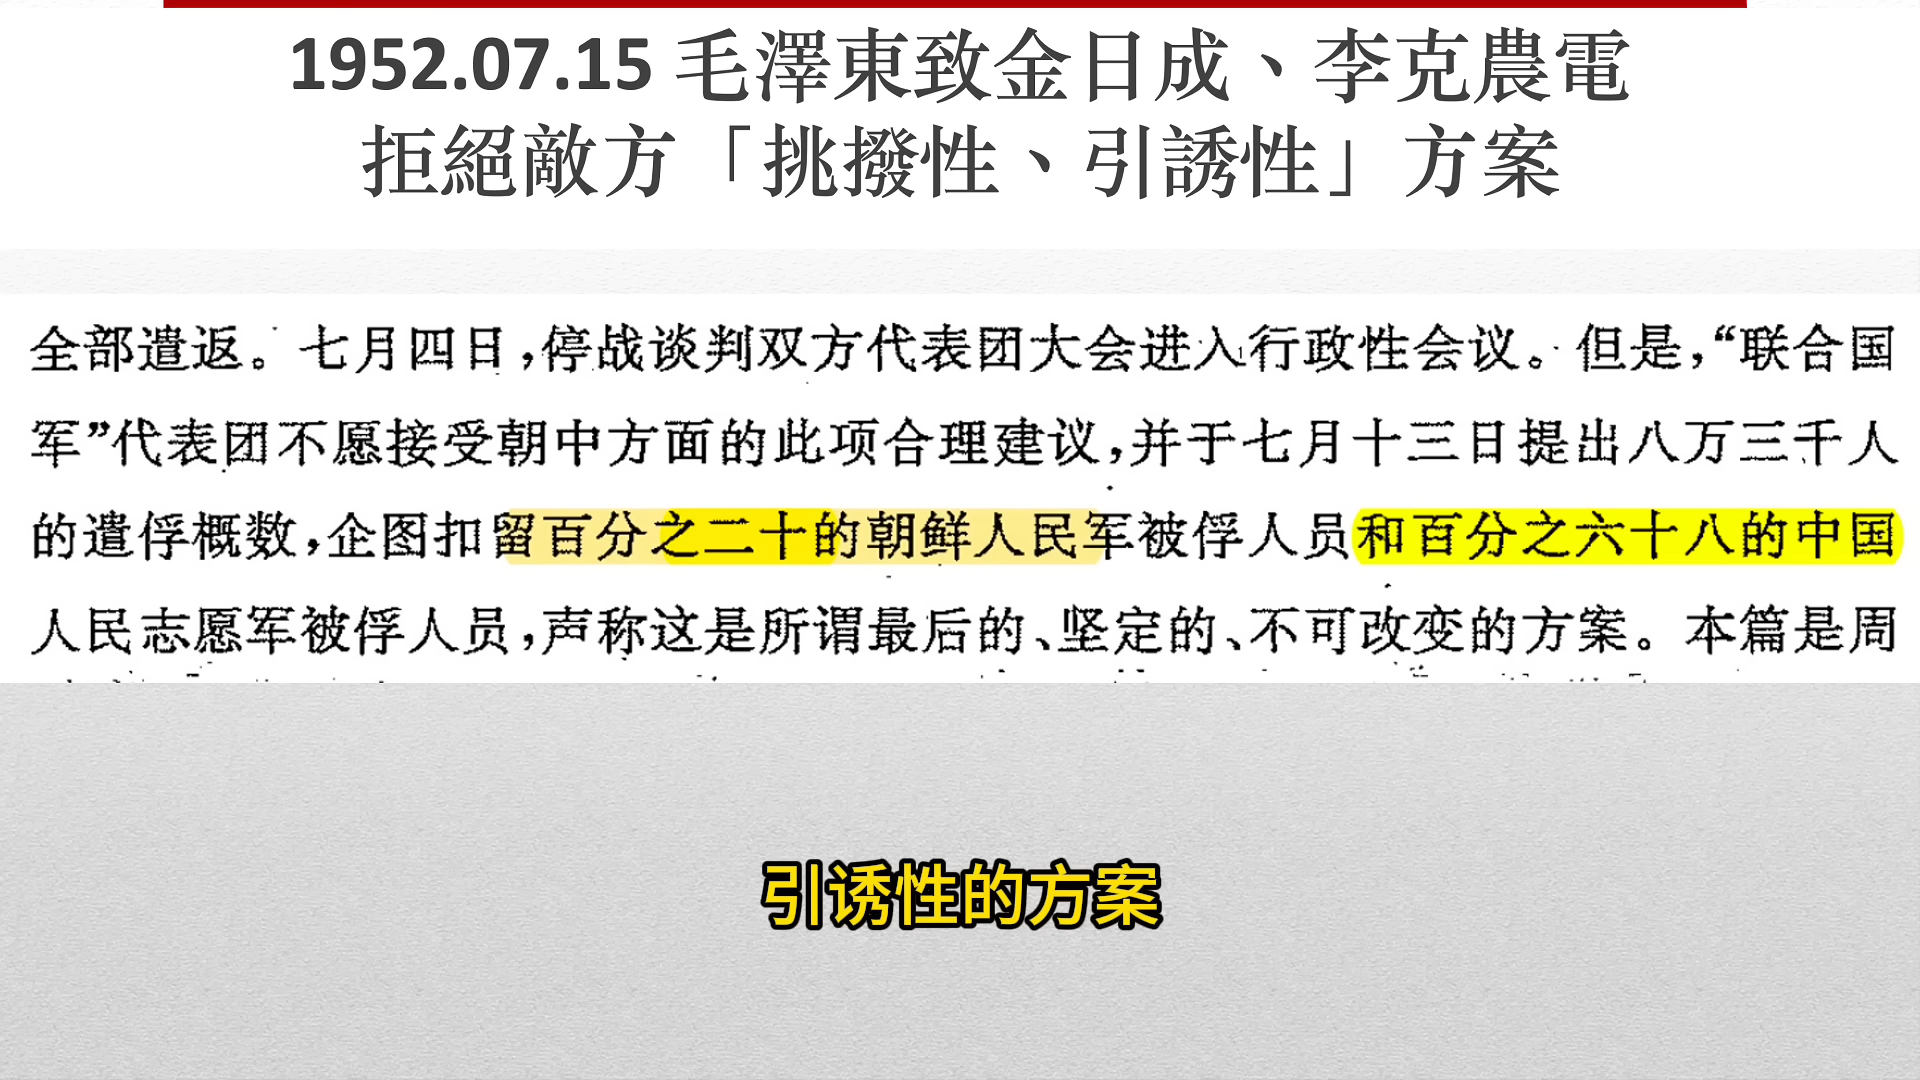 1952.07.15 毛澤東致金日成、李克農電
拒絕敵方「挑撥性、引誘性」方案
全部遣返。七月四日,停战谈判双方代表团大会进入行政性会议。但是,“联合国
军”代表团不愿接受朝中方面的此项合理建议,并于七月十三日提出八万三千人
的遣俘概数,企图扣留百分之二十的朝鲜人民军被俘人员和百分之六十八的中国
人民志愿军被俘人员,声称这是所谓最后的、坚定的、不可改变的方案。本篇是周
引诱性的方案